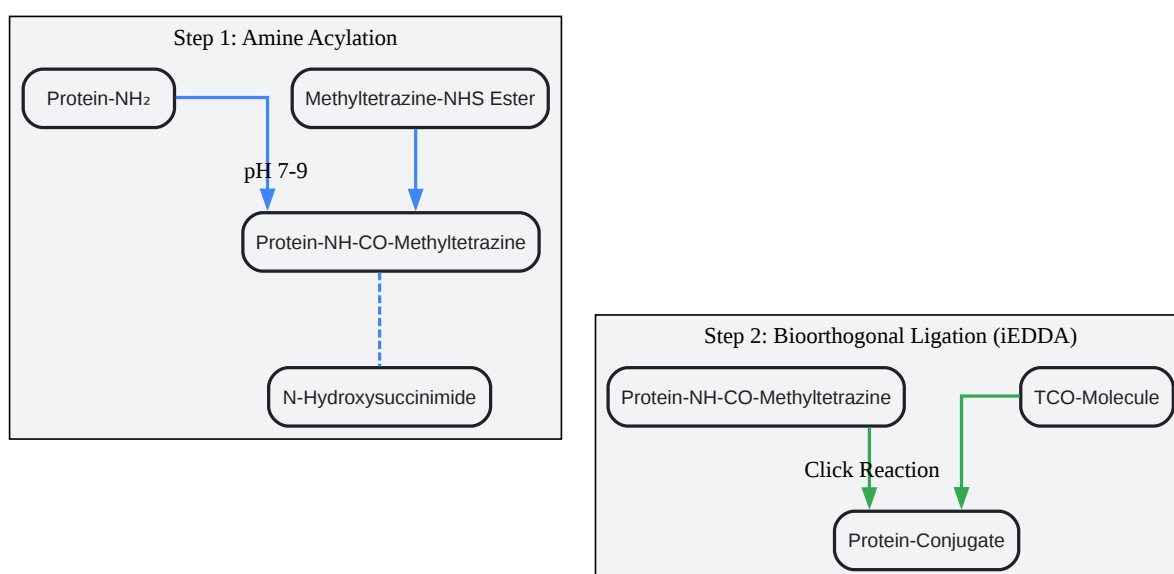 Step 1: Amine Acylation
Protein-NH₂
Methyltetrazine-NHS Ester
pH 7-9
Protein-NH-CO-Methyltetrazine
N-Hydroxysuccinimide
Step 2: Bioorthogonal Ligation (iEDDA)
Protein-NH-CO-Methyltetrazine
TCO-Molecule
Click Reaction
Protein-Conjugate